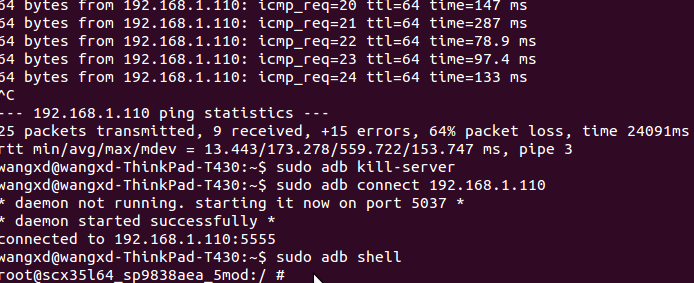 64 bytes from 192.168.1.110: icmp_req=20 ttl=64 time=147 ms
64 bytes from 192.168.1.110: icmp_req=21 ttl=64 time=287 ms
64 bytes from 192.168.1.110: icmp_req=22 ttl=64 time=78.9 ms
64 bytes from 192.168.1.110: icmp_req=23 ttl=64 time=97.4 ms
64 bytes from 192.168.1.110: icmp_req=24 ttl=64 time=133 ms
^C
--- 192.168.1.110 ping statistics ---
25 packets transmitted, 9 received, +15 errors, 64% packet loss, time 24091ms
rtt min/avg/max/mdev = 13.443/173.278/559.722/153.747 ms, pipe 3
wangxd@wangxd-ThinkPad-T430:~$ sudo adb kill-server
wangxd@wangxd-ThinkPad-T430:~$ sudo adb connect 192.168.1.110
* daemon not running. starting it now on port 5037 *
* daemon started successfully *
connected to 192.168.1.110:5555
wangxd@wangxd-ThinkPad-T430:~$ sudo adb shell
root@scx35l64_sp9838aea_5mod:/ #